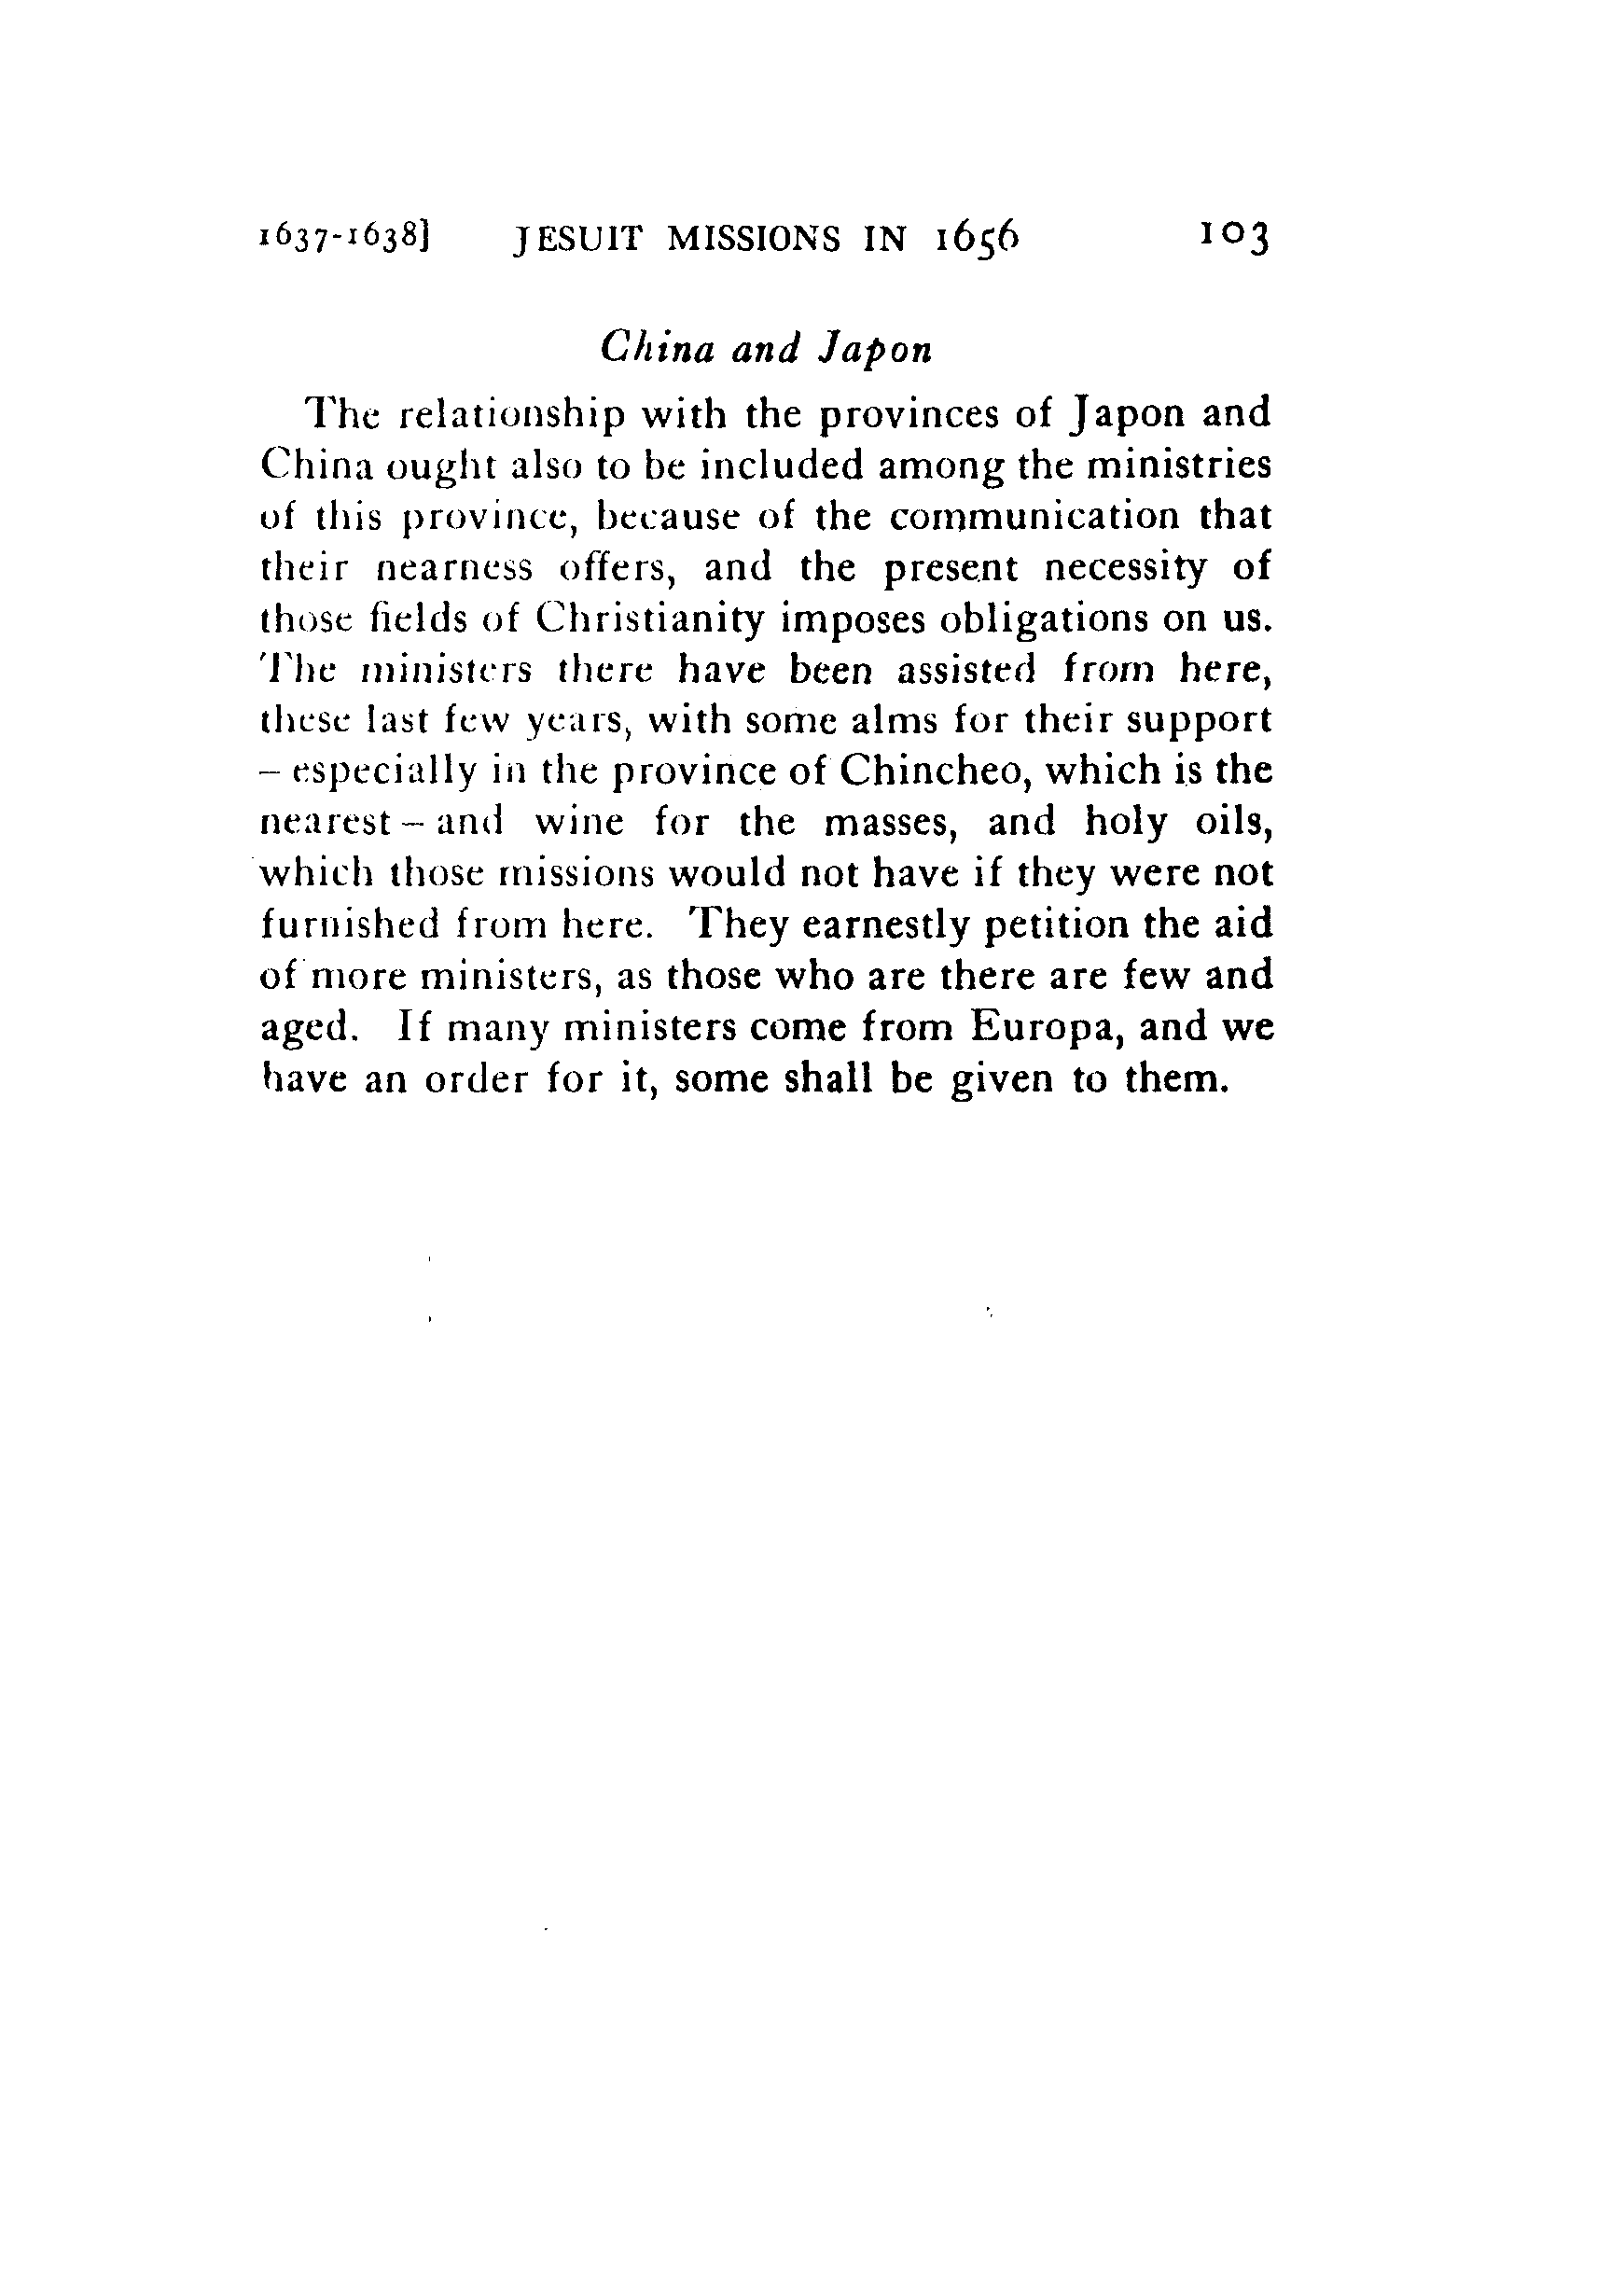 1637-1638] JESUIT MISSIONS IN 1656 103
China and Japon
The relationship with the provinces of Japon and
China ought also to be included among the ministries
of this province, because of the communication that
their nearness offers, and the present necessity of
those fields of Christianity imposes obligations on us.
The ministers there have been assisted from here,
these last few years, with some alms for their support
– especially in the province of Chincheo, which is the
nearest – and wine for the masses, and holy oils,
which those missions would not have if they were not
furnished from here. They earnestly petition the aid
of more ministers, as those who are there are few and
aged. If many ministers come from Europa, and we
have an order for it, some shall be given to them.